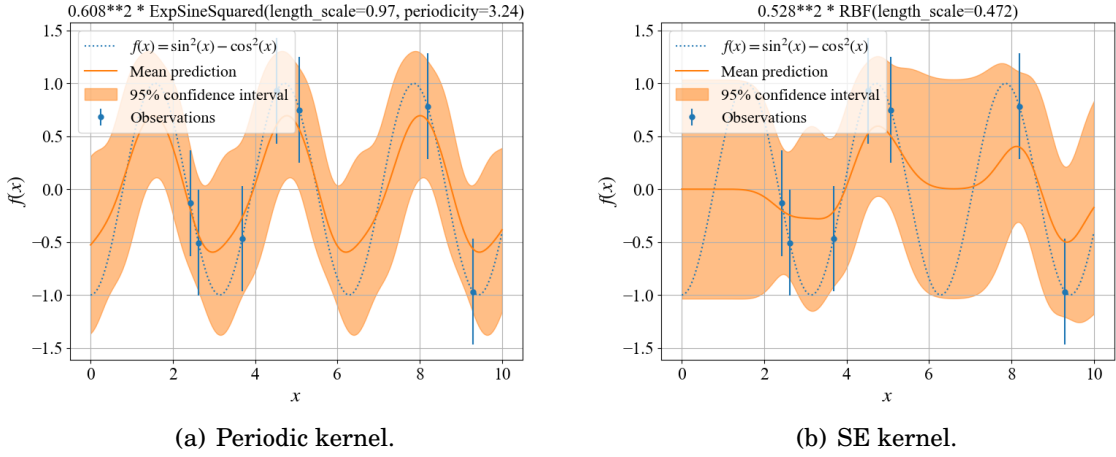 0.608**2 * ExpSineSquared(length_scale=0.97, periodicity=3.24)
1.5
1.0
0.5
0.0
−0.5
−1.0
−1.5
f(x)
f(x) = sin²(x) − cos²(x)
Mean prediction
95% confidence interval
Observations
0 2 4 6 8 10
x
(a) Periodic kernel.
0.528**2 * RBF(length_scale=0.472)
1.5
1.0
0.5
0.0
−0.5
−1.0
−1.5
f(x)
f(x) = sin²(x) − cos²(x)
Mean prediction
95% confidence interval
Observations
0 2 4 6 8 10
x
(b) SE kernel.